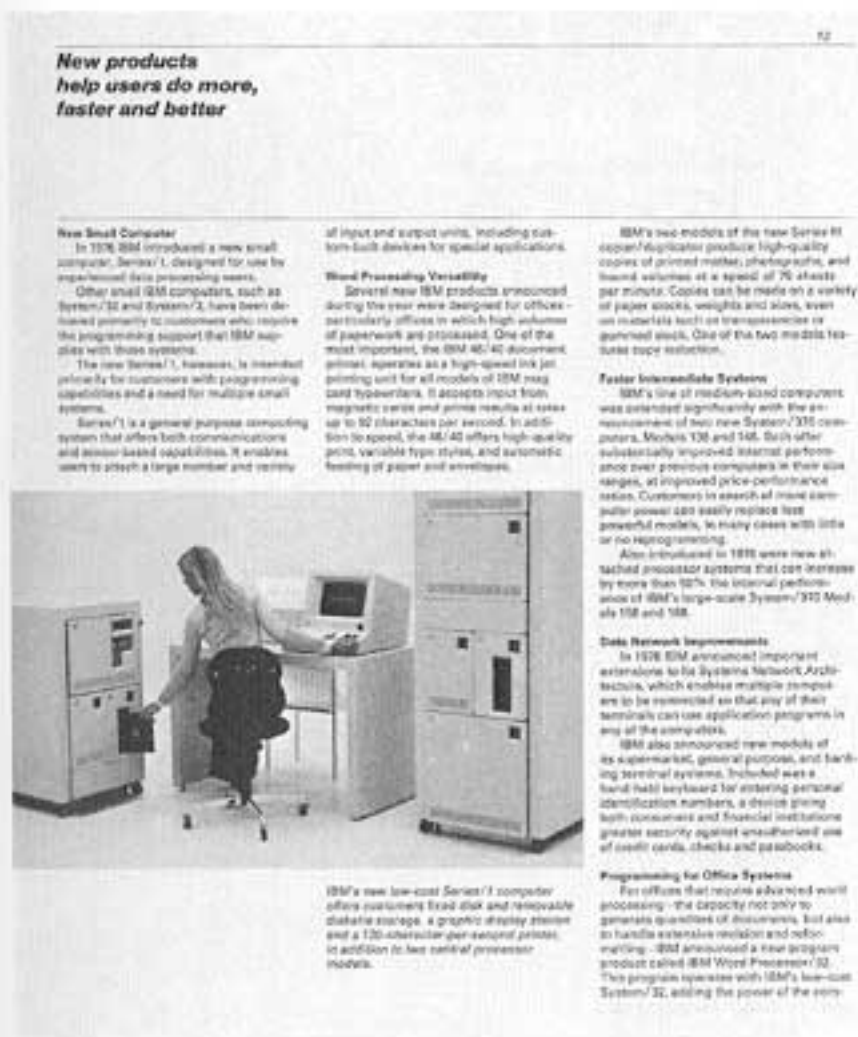 12
New products
help users do more,
faster and better
New Small Computer
In 1976 IBM introduced a new small
computer, Series/1, designed for use by
experienced data processing users.
Other small IBM computers, such as
System/32 and System/3, have been de-
livered primarily to customers who require
the programming support that IBM sup-
plies with those systems.
The new Series/1, however, is intended
primarily for customers with programming
capabilities and a need for multiple small
systems.
Series/1 is a general purpose computing
system that offers both communications
and sensor-based capabilities. It enables
users to attach a large number and variety
of input and output units, including cus-
tom-built devices for special applications.
Word Processing Versatility
Several new IBM products announced
during the year were designed for offices -
particularly offices in which high volumes
of paperwork are processed. One of the
most important, the IBM 46/40 document
printer, operates as a high-speed ink jet
printing unit for all models of IBM mag
card typewriters. It accepts input from
magnetic cards and prints results at rates
up to 92 characters per second. In addi-
tion to speed, the 46/40 offers high-quality
print, variable type styles, and automatic
feeding of paper and envelopes.
IBM's new low-cost Series/1 computer
offers customers fixed disk and removable
diskette storage, a graphic display station
and a 120-character-per-second printer,
in addition to two central processor
models.
IBM's two models of the new Series III
copier/duplicator produce high-quality
copies of printed matter, photographs, and
bound volumes at a speed of 75 sheets
per minute. Copies can be made on a variety
of paper stocks, weights and sizes, even
on materials such as transparencies or
gummed stock. One of the two models fea-
tures copy reduction.
Faster Intermediate Systems
IBM's line of medium-sized computers
was extended significantly with the an-
nouncement of two new System/370 com-
puters, Models 138 and 148. Both offer
substantially improved internal perform-
ance over previous computers in their size
ranges, at improved price-performance
ratios. Customers in search of more com-
puter power can easily replace less
powerful models, in many cases with little
or no reprogramming.
Also introduced in 1976 were new at-
tached processor systems that can increase
by more than 50% the internal perform-
ance of IBM's large-scale System/370 Mod-
els 158 and 168.
Data Network Improvements
In 1976 IBM announced important
extensions to its Systems Network Archi-
tecture, which enables multiple comput-
ers to be connected so that any of their
terminals can use application programs in
any of the computers.
IBM also announced new models of
its supermarket, general purpose, and bank-
ing terminal systems. Included was a
hand-held keyboard for entering personal
identification numbers, a device giving
both consumers and financial institutions
greater security against unauthorized use
of credit cards, checks and passbooks.
Programming for Office Systems
For offices that require advanced word
processing - the capacity not only to
generate quantities of documents, but also
to handle extensive revision and refor-
matting - IBM announced a new program
product called IBM Word Processor/32.
This program operates with IBM's low-cost
System/32, adding the power of the com-